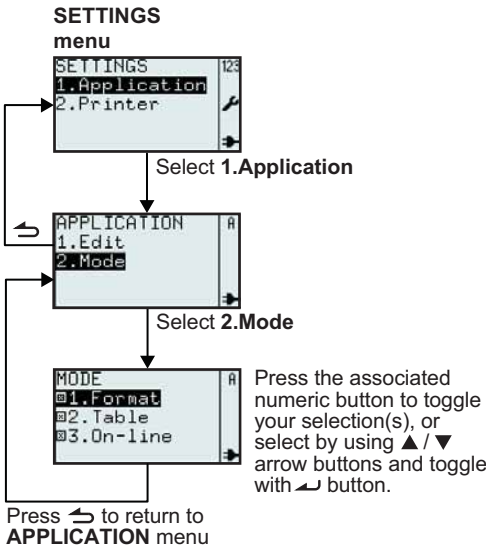 SETTINGS
menu
SETTINGS
123
1.Application
2.Printer
Select 1.Application
APPLICATION
A
1.Edit
2.Mode
Select 2.Mode
MODE
A
1.Format
2.Table
3.On-line
Press the associated
numeric button to toggle
your selection(s), or
select by using ▲ / ▼
arrow buttons and toggle
with ↵ button.
Press ⮌ to return to
APPLICATION menu